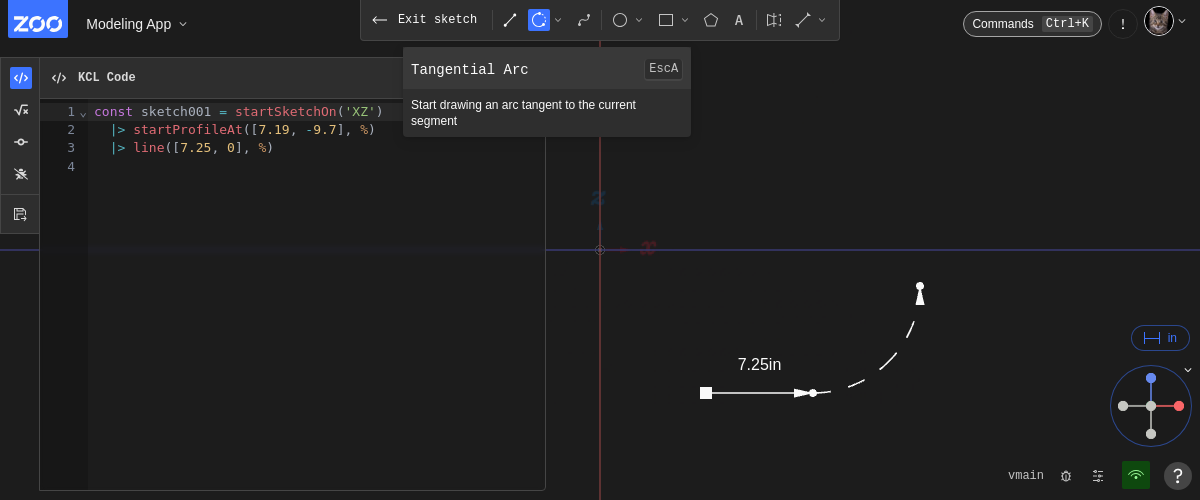 ZOO
Modeling App
Exit sketch
A
Commands Ctrl+K
!
Tangential Arc EscA
Start drawing an arc tangent to the current
segment
KCL Code
1 const sketch001 = startSketchOn('XZ')
2 |> startProfileAt([7.19, -9.7], %)
3 |> line([7.25, 0], %)
4
z
x
7.25in
in
vmain
?